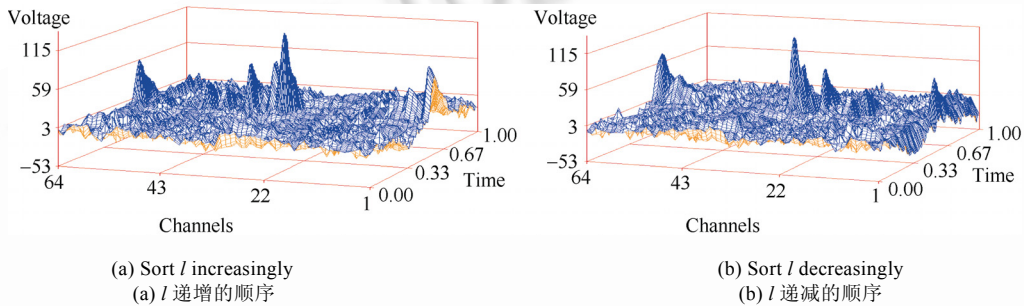 Voltage
115
59
3
−53
64
43
22
1
0.00
0.33
0.67
1.00
Time
Channels
(a) Sort l increasingly
(a) l 递增的顺序
Voltage
115
59
3
−53
64
43
22
1
0.00
0.33
0.67
1.00
Time
Channels
(b) Sort l decreasingly
(b) l 递减的顺序